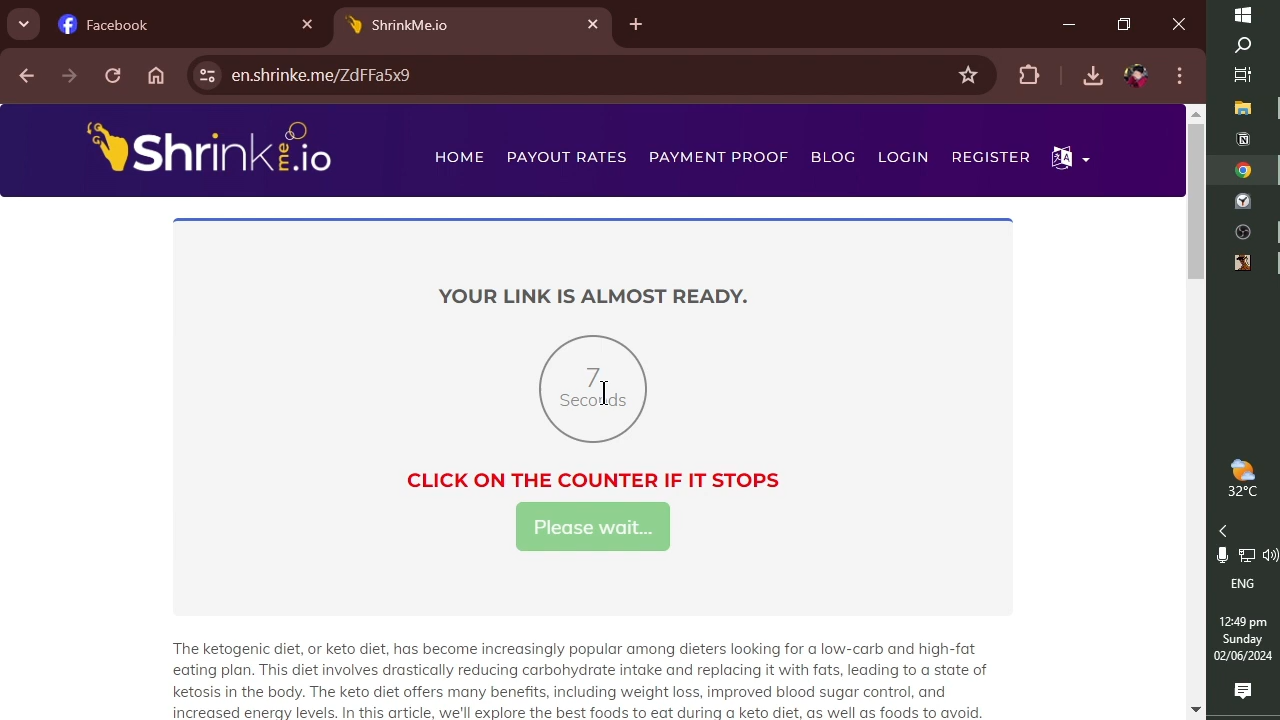 Facebook
ShrinkMe.io
en.shrinke.me/ZdFFa5x9
Shrink me .io
HOME PAYOUT RATES PAYMENT PROOF BLOG LOGIN REGISTER
YOUR LINK IS ALMOST READY.
7
Seconds
CLICK ON THE COUNTER IF IT STOPS
Please wait...
The ketogenic diet, or keto diet, has become increasingly popular among dieters looking for a low-carb and high-fat
eating plan. This diet involves drastically reducing carbohydrate intake and replacing it with fats, leading to a state of
ketosis in the body. The keto diet offers many benefits, including weight loss, improved blood sugar control, and
increased energy levels. In this article, we'll explore the best foods to eat during a keto diet, as well as foods to avoid.
32°C
ENG
12:49 pm
Sunday
02/06/2024